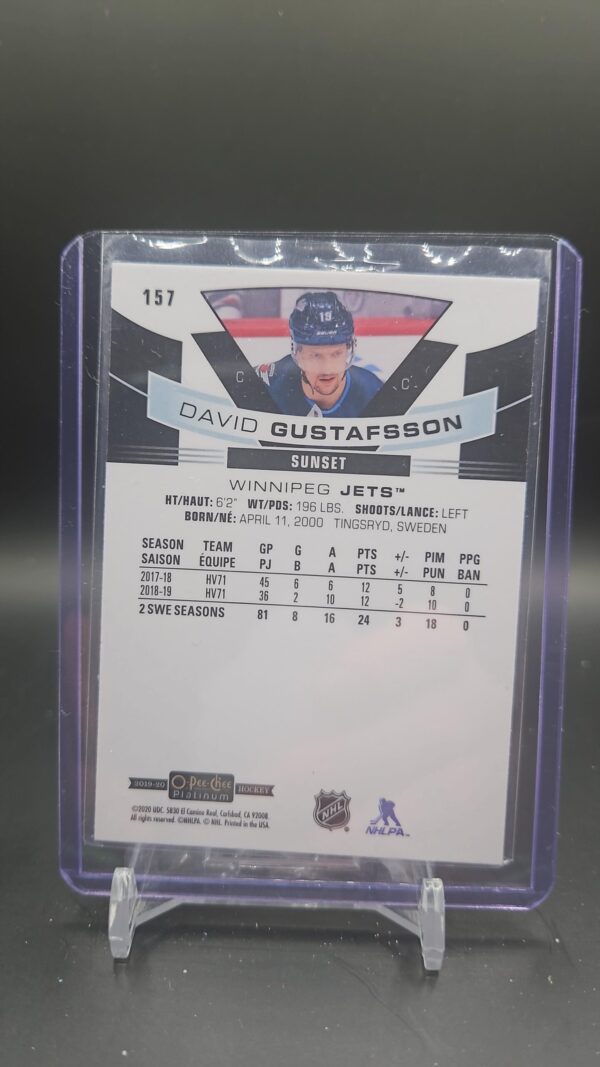 157
19
C C
DAVID GUSTAFSSON
SUNSET
WINNIPEG JETS™
HT/HAUT: 6'2" WT/PDS: 196 LBS. SHOOTS/LANCE: LEFT
BORN/NÉ: APRIL 11, 2000 TINGSRYD, SWEDEN
SEASON TEAM GP G A PTS +/- PIM PPG
SAISON ÉQUIPE PJ B A PTS +/- PUN BAN
2017-18 HV71 45 6 6 12 5 8 0
2018-19 HV71 36 2 10 12 -2 10 0
2 SWE SEASONS 81 8 16 24 3 18 0
2019-20 O-Pee-Chee HOCKEY
Platinum
©2020 UDC. 5830 El Camino Real, Carlsbad, CA 92008.
All rights reserved. ©NHLPA. © NHL. Printed in the USA.
NHL
NHLPA™